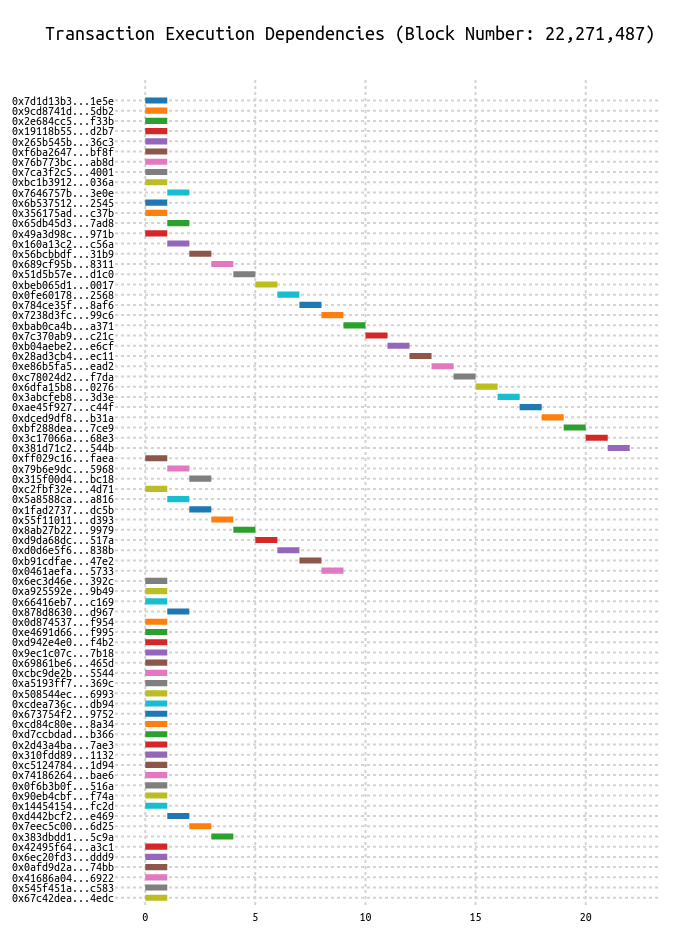 Transaction Execution Dependencies (Block Number: 22,271,487)
0x7d1d13b3...1e5e
0x9cd8741d...5db2
0x2e684cc5...f33b
0x19118b55...d2b7
0x265b545b...36c3
0xf6ba2647...bf8f
0x76b773bc...ab8d
0x7ca3f2c5...4001
0xbc1b3912...036a
0x7646757b...3e0e
0x6b537512...2545
0x356175ad...c37b
0x65db45d3...7ad8
0x49a3d98c...971b
0x160a13c2...c56a
0x56bcbbdf...31b9
0x689cf95b...8311
0x51d5b57e...d1c0
0xbeb065d1...0017
0x0fe60178...2568
0x784ce35f...8af6
0x7238d3fc...99c6
0xbab0ca4b...a371
0x7c370ab9...c21c
0xb04aebe2...e6cf
0x28ad3cb4...ec11
0xe86b5fa5...ead2
0xc78024d2...f7da
0x6dfa15b8...0276
0x3abcfeb8...3d3e
0xae45f927...c44f
0xdced9df8...b31a
0xbf288dea...7ce9
0x3c17066a...68e3
0x381d71c2...544b
0xff029c16...faea
0x79b6e9dc...5968
0x315f00d4...bc18
0xc2fbf32e...4d71
0x5a8588ca...a816
0x1fad2737...dc5b
0x55f11011...d393
0x8ab27b22...9979
0xd9da68dc...517a
0xd0d6e5f6...838b
0xb91cdfae...47e2
0x0461aefa...5733
0x6ec3d46e...392c
0xa925592e...9b49
0x66416eb7...c169
0x878d8630...d967
0x0d874537...f954
0xe4691d66...f995
0xd942e4e0...f4b2
0x9ec1c07c...7b18
0x69861be6...465d
0xcbc9de2b...5544
0xa5193ff7...369c
0x508544ec...6993
0xcdea736c...db94
0x673754f2...9752
0xcd84c80e...8a34
0xd7ccbdad...b366
0x2d43a4ba...7ae3
0x310fdd89...1132
0xc5124784...1d94
0x74186264...bae6
0x0f6b3b0f...516a
0x90eb4cbf...f74a
0x14454154...fc2d
0xd442bcf2...e469
0x7eec5c00...6d25
0x383dbdd1...5c9a
0x42495f64...a3c1
0x6ec20fd3...ddd9
0x0afd9d2a...74bb
0x41686a04...6922
0x545f451a...c583
0x67c42dea...4edc
0 5 10 15 20